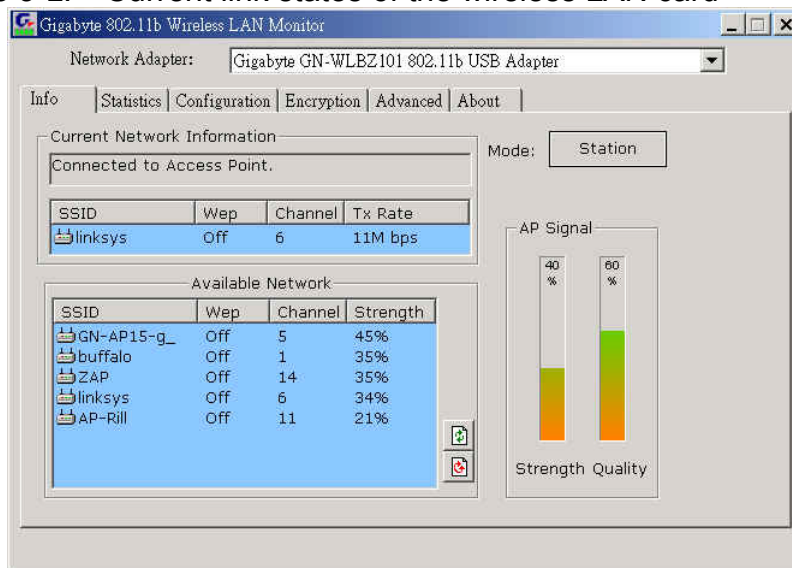 Current link states of the wireless LAN card
Gigabyte 802.11b Wireless LAN Monitor
Network Adapter: Gigabyte GN-WLBZ101 802.11b USB Adapter
Info Statistics Configuration Encryption Advanced About
Current Network Information
Connected to Access Point.
Mode: Station
SSID Wep Channel Tx Rate
linksys Off 6 11M bps
AP Signal
40 % 60 %
Strength Quality
Available Network
SSID Wep Channel Strength
GN-AP15-g_ Off 5 45%
buffalo Off 1 35%
ZAP Off 14 35%
linksys Off 6 34%
AP-Rill Off 11 21%